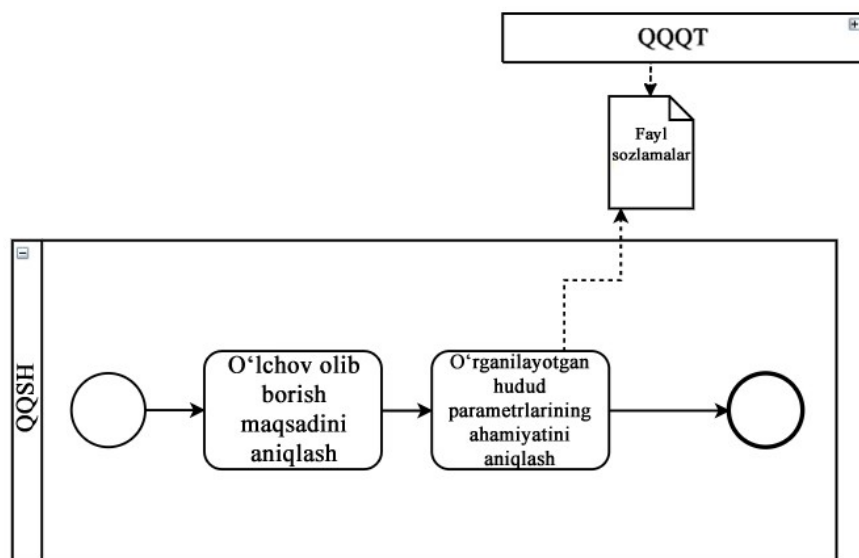 QQQT
Fayl
sozlamalar
QQSH
O‘lchov olib
borish
maqsadini
aniqlash
O‘rganilayotgan
hudud
parametrlarining
ahamiyatini
aniqlash